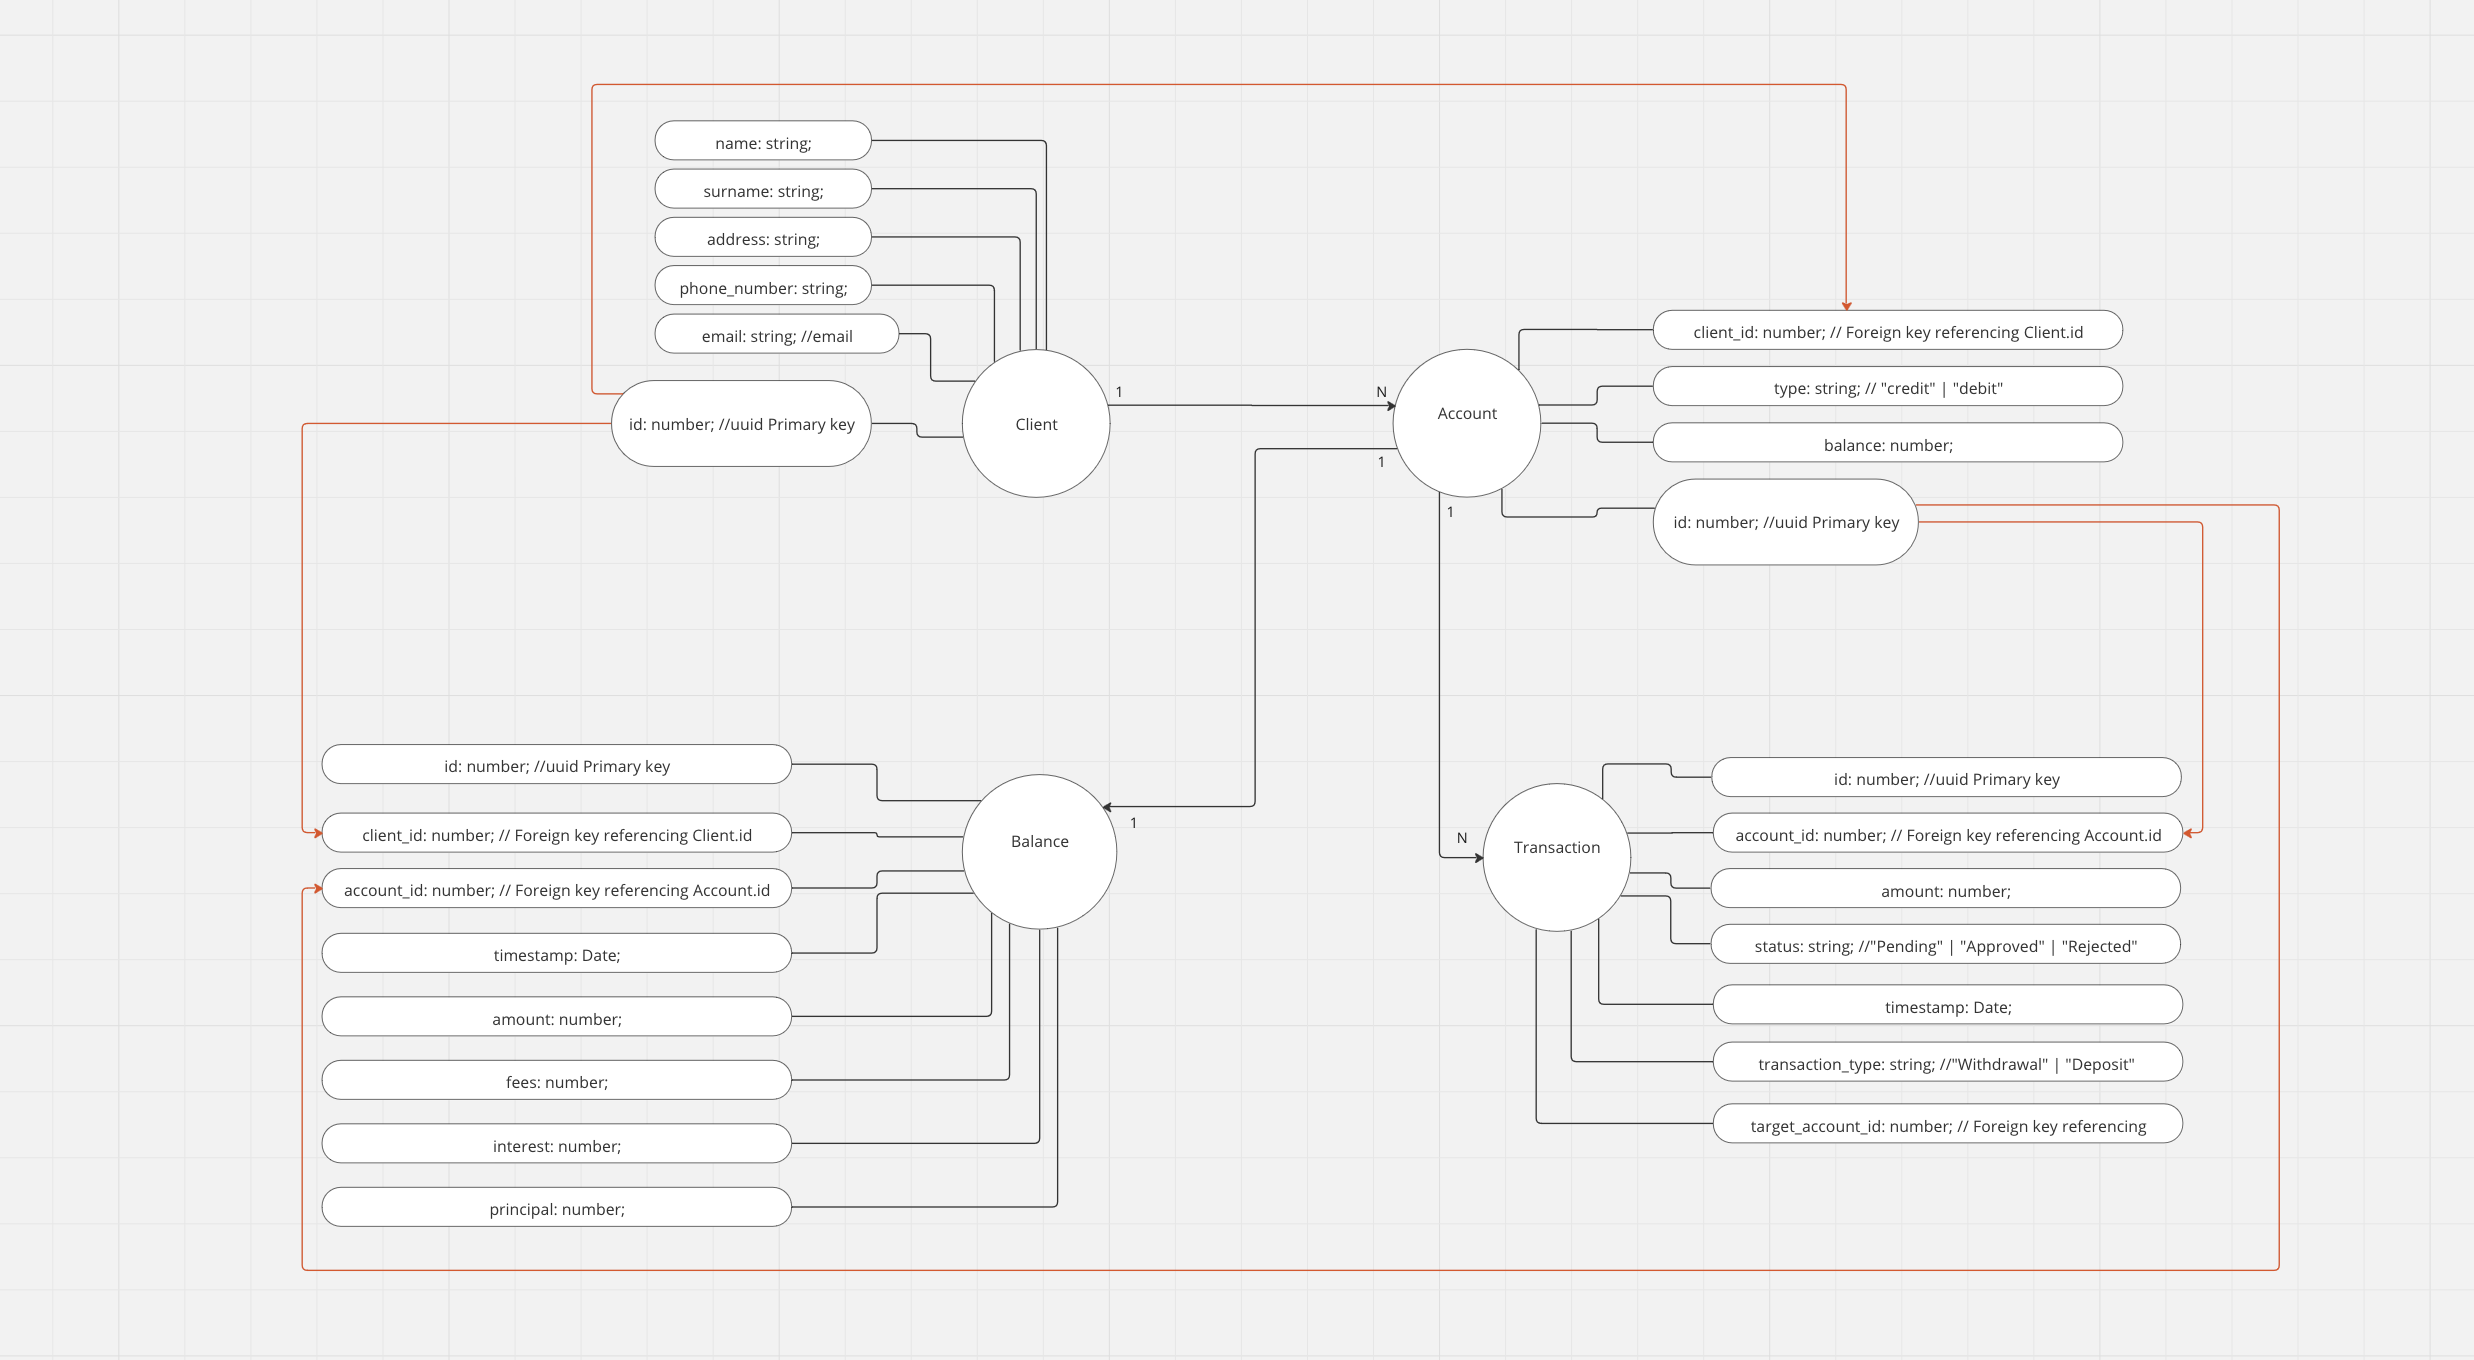 name: string;
surname: string;
address: string;
phone_number: string;
email: string; //email
id: number; //uuid Primary key
Client
1
N
Account
1
1
client_id: number; // Foreign key referencing Client.id
type: string; // "credit" | "debit"
balance: number;
id: number; //uuid Primary key
id: number; //uuid Primary key
client_id: number; // Foreign key referencing Client.id
account_id: number; // Foreign key referencing Account.id
timestamp: Date;
amount: number;
fees: number;
interest: number;
principal: number;
Balance
1
N
Transaction
id: number; //uuid Primary key
account_id: number; // Foreign key referencing Account.id
amount: number;
status: string; //"Pending" | "Approved" | "Rejected"
timestamp: Date;
transaction_type: string; //"Withdrawal" | "Deposit"
target_account_id: number; // Foreign key referencing